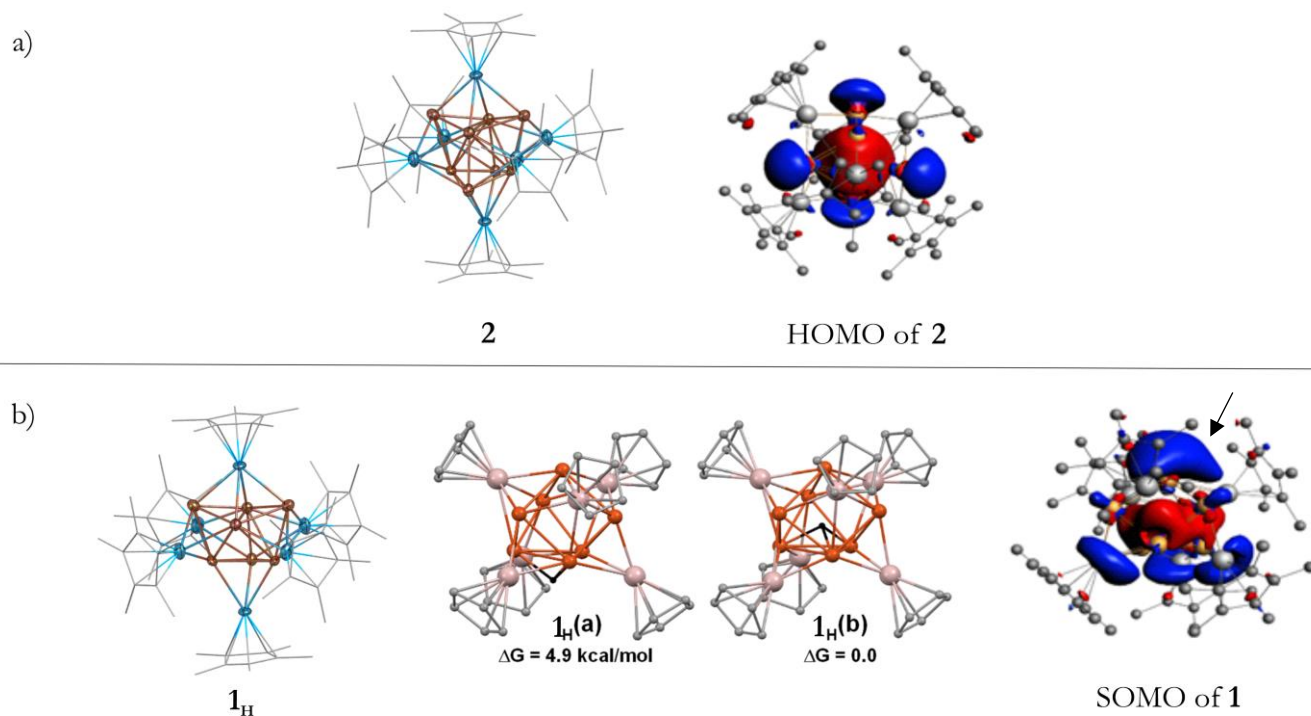 a)
2
HOMO of 2
b)
1H
1H(a)
ΔG = 4.9 kcal/mol
1H(b)
ΔG = 0.0
SOMO of 1